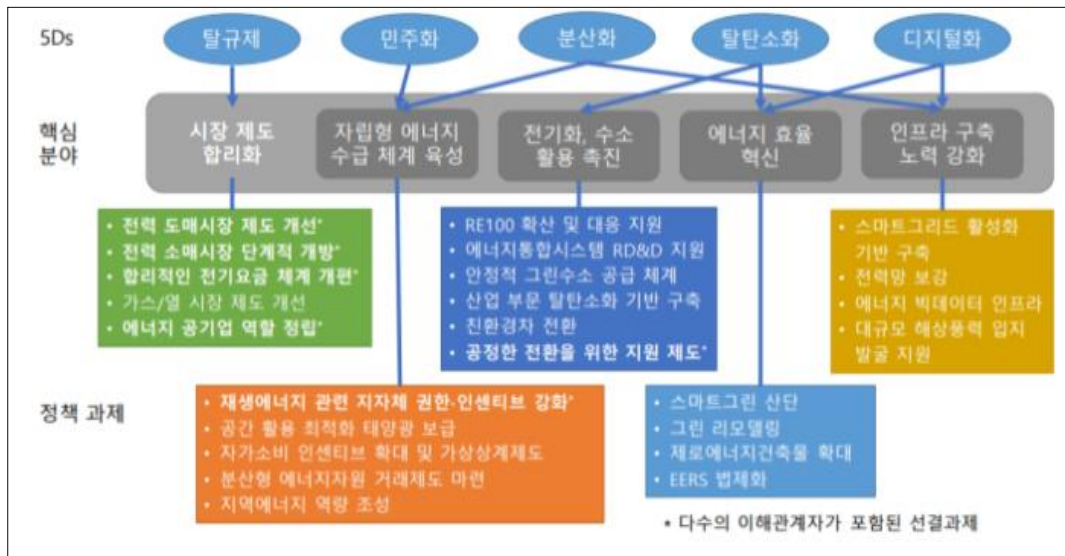 5Ds
탈규제
민주화
분산화
탈탄소화
디지털화
핵심
분야
시장 제도
합리화
자립형 에너지
수급 체계 육성
전기화, 수소
활용 촉진
에너지 효율
혁신
인프라 구축
노력 강화
• 전력 도매시장 제도 개선*
• 전력 소매시장 단계적 개방*
• 합리적인 전기요금 체계 개편*
• 가스/열 시장 제도 개선
• 에너지 공기업 역할 정립*
• RE100 확산 및 대응 지원
• 에너지통합시스템 RD&D 지원
• 안정적 그린수소 공급 체계
• 산업 부문 탈탄소화 기반 구축
• 친환경차 전환
• 공정한 전환을 위한 지원 제도*
• 스마트그리드 활성화
기반 구축
• 전력망 보강
• 에너지 빅데이터 인프라
• 대규모 해상풍력 입지
발굴 지원
정책 과제
• 재생에너지 관련 지자체 권한·인센티브 강화*
• 공간 활용 최적화 태양광 보급
• 자가소비 인센티브 확대 및 가상상계제도
• 분산형 에너지자원 거래제도 마련
• 지역에너지 역량 조성
• 스마트그린 산단
• 그린 리모델링
• 제로에너지건축물 확대
• EERS 법제화
* 다수의 이해관계자가 포함된 선결과제